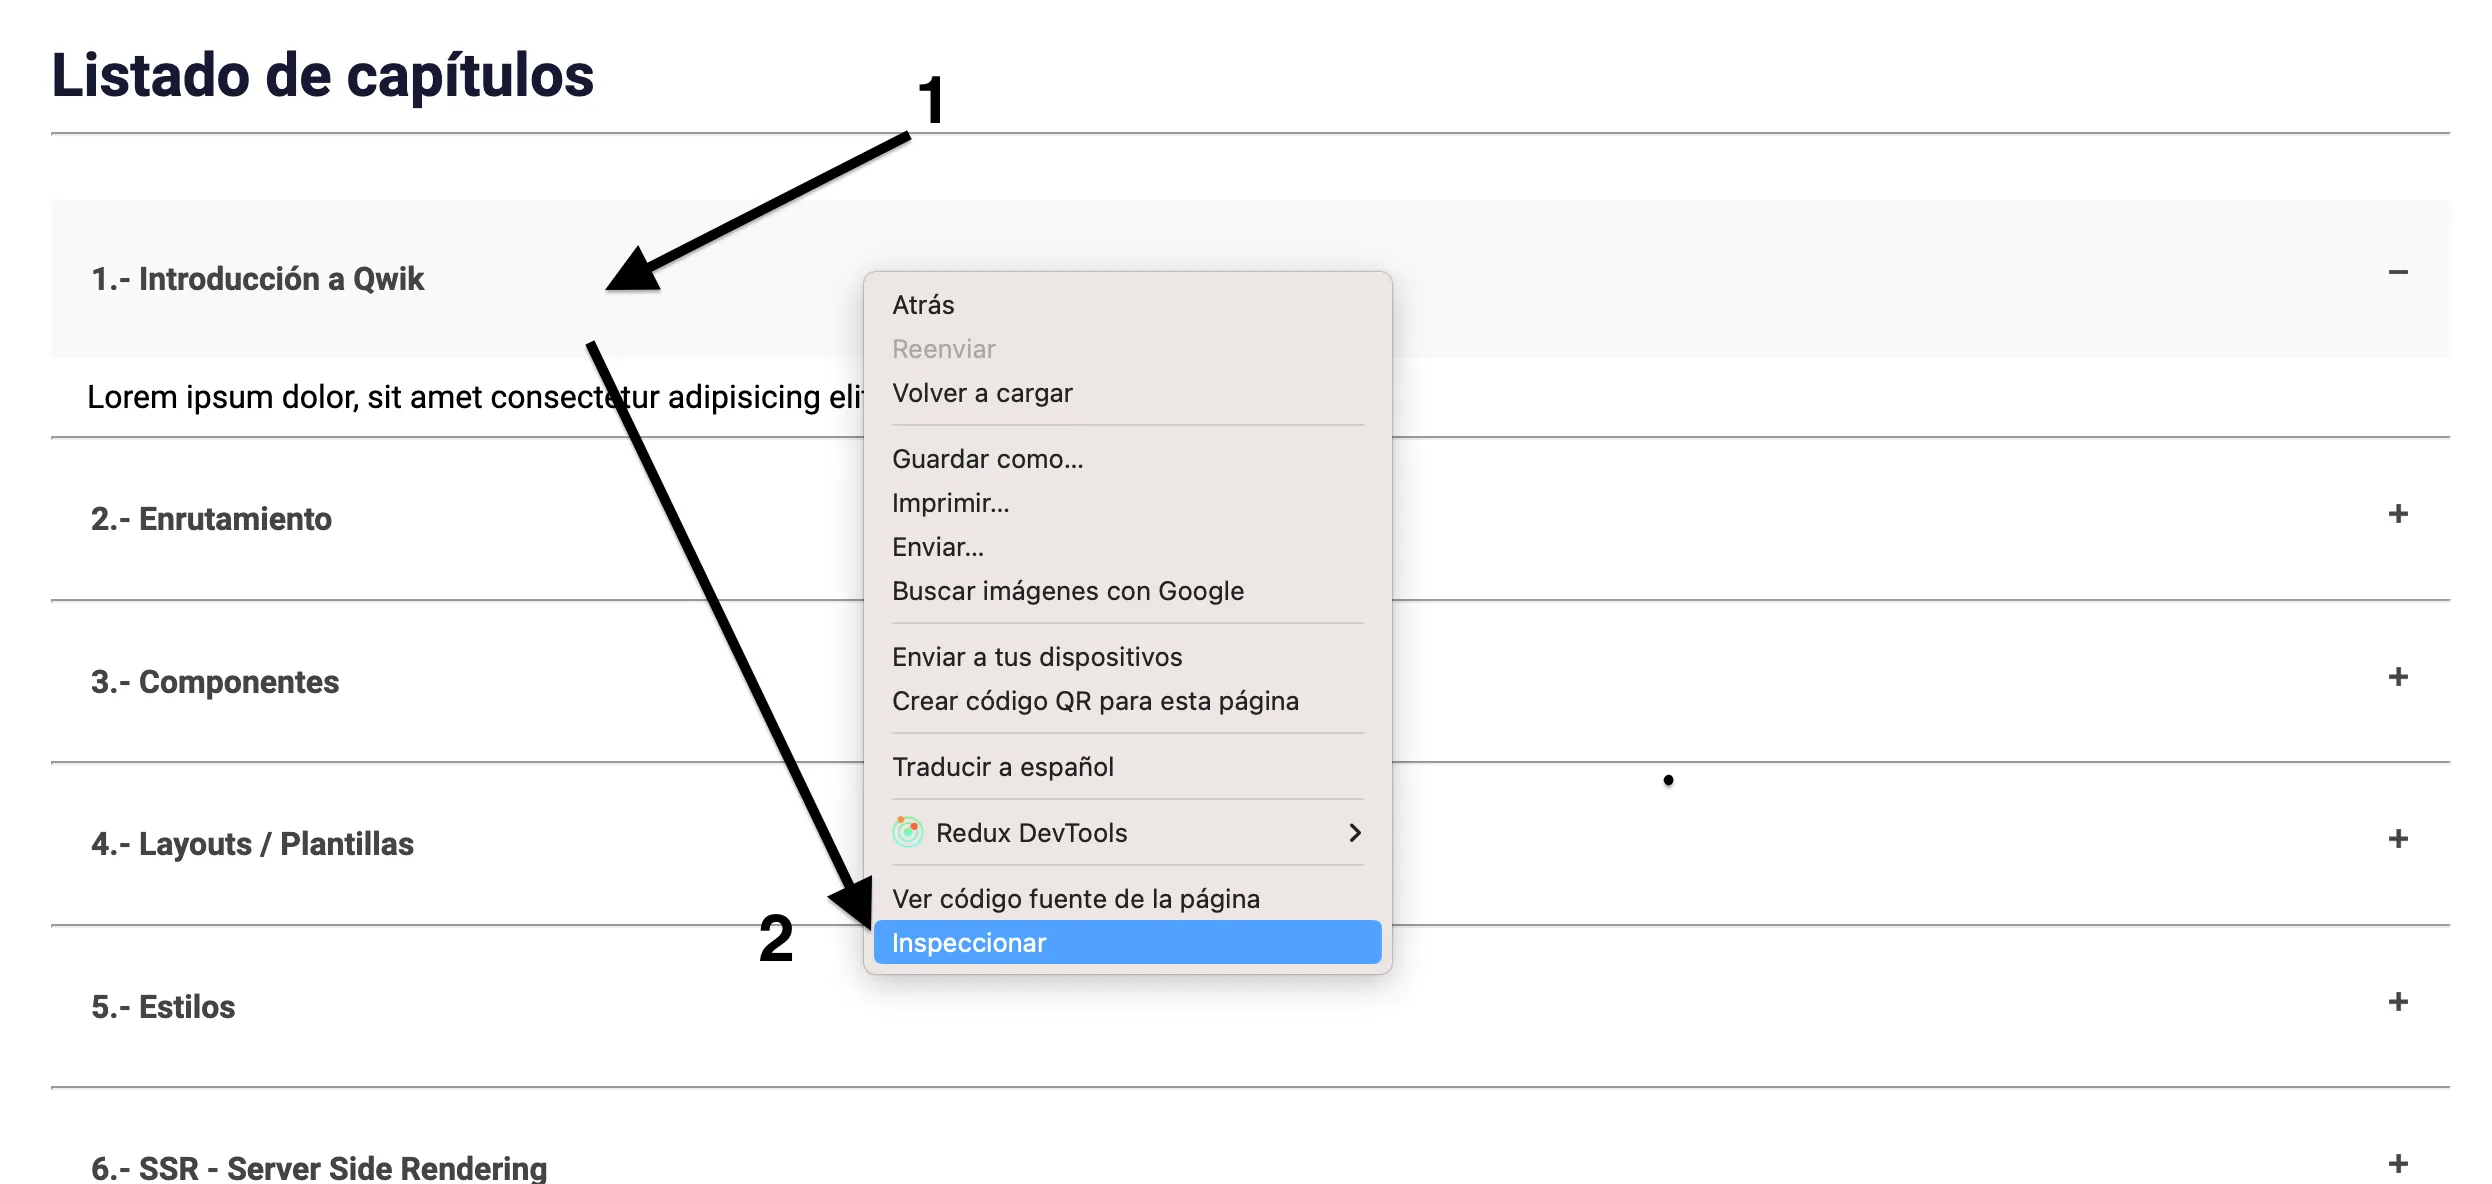 Listado de capítulos
1
1.- Introducción a Qwik
−
Lorem ipsum dolor, sit amet consectetur adipisicing
2.- Enrutamiento
+
3.- Componentes
+
4.- Layouts / Plantillas
+
5.- Estilos
+
6.- SSR - Server Side Rendering
+
Atrás
Reenviar
Volver a cargar
Guardar como...
Imprimir...
Enviar...
Buscar imágenes con Google
Enviar a tus dispositivos
Crear código QR para esta página
Traducir a español
Redux DevTools
Ver código fuente de la página
Inspeccionar
2